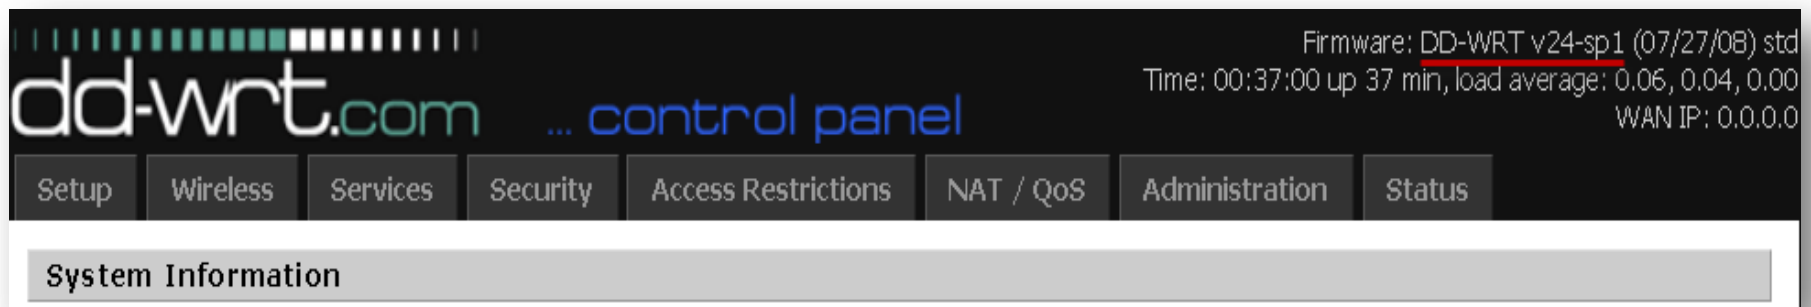 Firmware: DD-WRT v24-sp1 (07/27/08) std
Time: 00:37:00 up 37 min, load average: 0.06, 0.04, 0.00
WAN IP: 0.0.0.0
dd-wrt.com ... control panel
Setup Wireless Services Security Access Restrictions NAT / QoS Administration Status
System Information